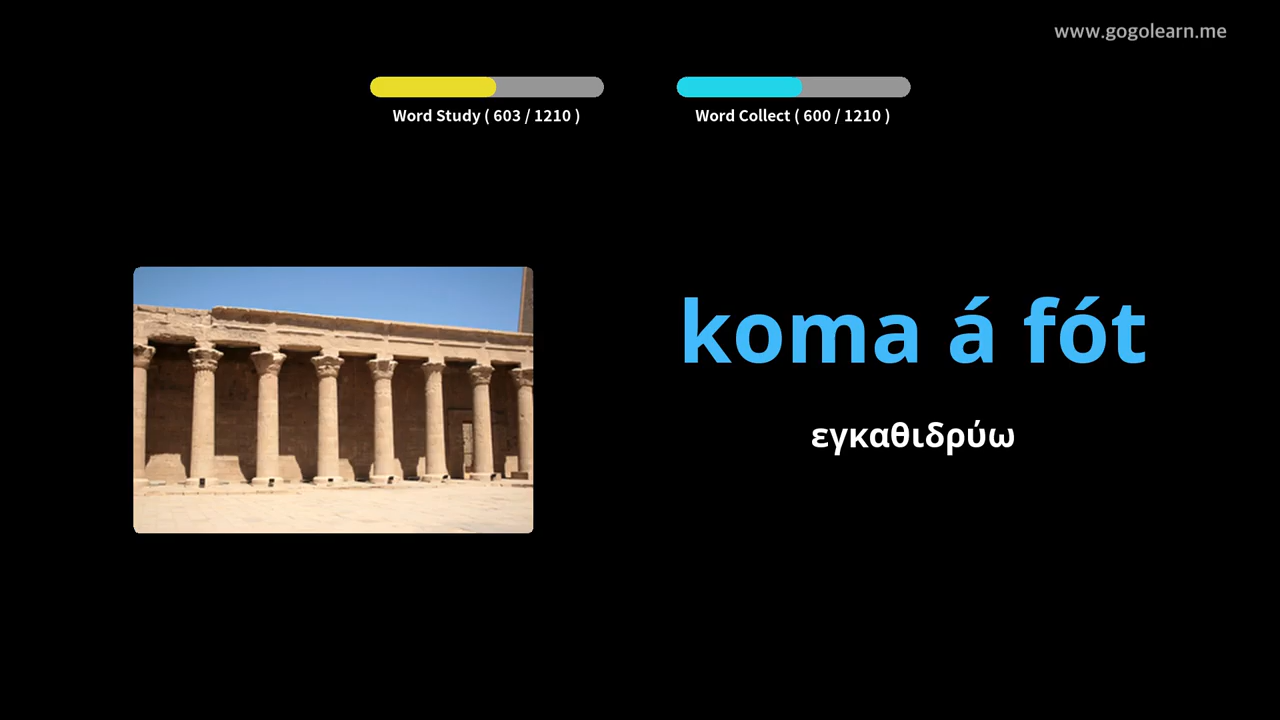 www.gogolearn.me
Word Study ( 603 / 1210 )
Word Collect ( 600 / 1210 )
koma á fót
εγκαθιδρύω